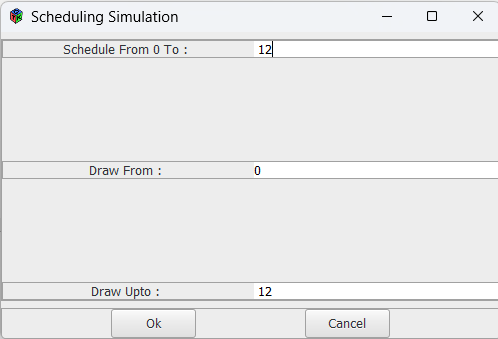 Scheduling Simulation
Schedule From 0 To : 12
Draw From : 0
Draw Upto : 12
Ok Cancel